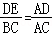 DE/BC = AD/AC